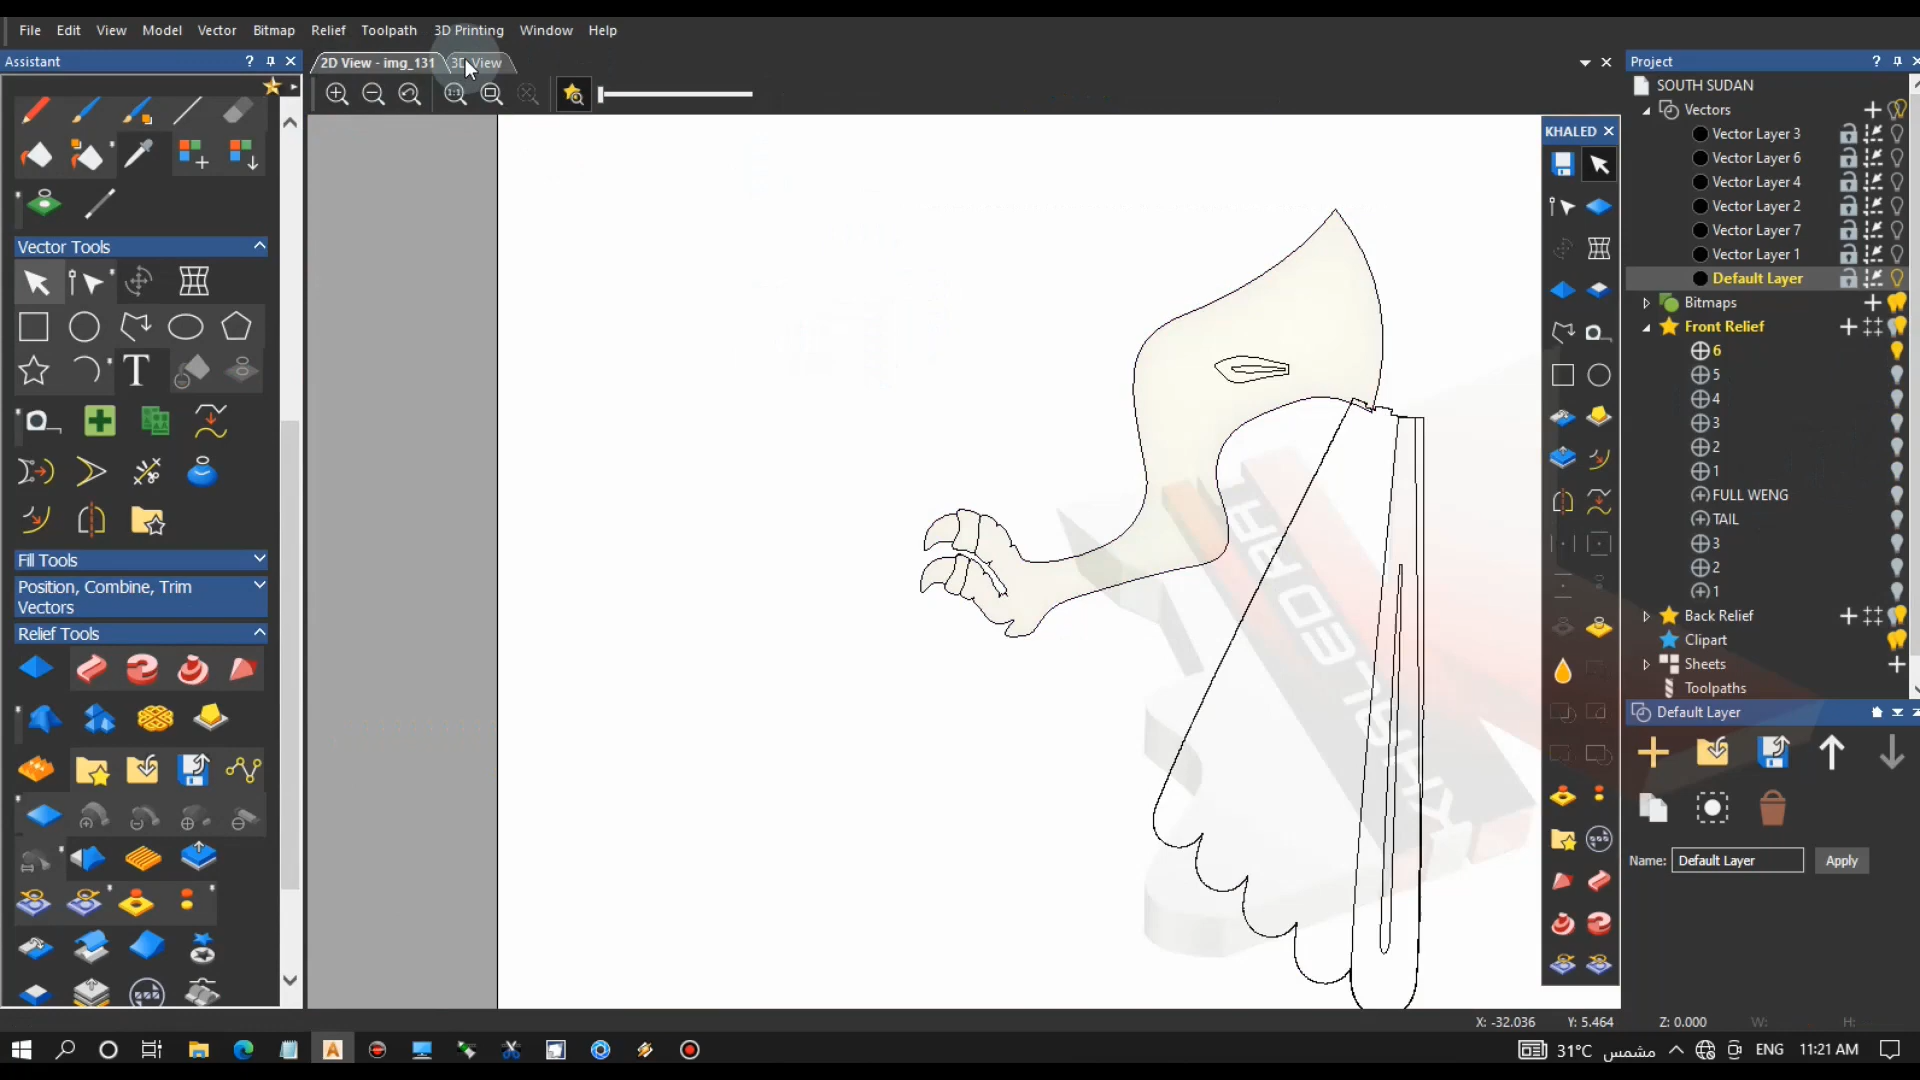 File Edit View Model Vector Bitmap Relief Toolpath 3D Printing Window Help
Assistant ?
2D View - img_131
3D View
1:1
Vector Tools
T
Fill Tools
Position, Combine, Trim
Vectors
Relief Tools
KHALED
Project ?
SOUTH SUDAN
Vectors
Vector Layer 3
Vector Layer 6
Vector Layer 4
Vector Layer 2
Vector Layer 7
Vector Layer 1
Default Layer
Bitmaps
Front Relief
6
5
4
3
2
1
FULL WENG
TAIL
3
2
1
Back Relief
Clipart
Sheets
Toolpaths
Default Layer
Name: Default Layer Apply
X: -32.036 Y: 5.464 Z: 0.000 W: H:
31°C مشمس ENG 11:21 AM